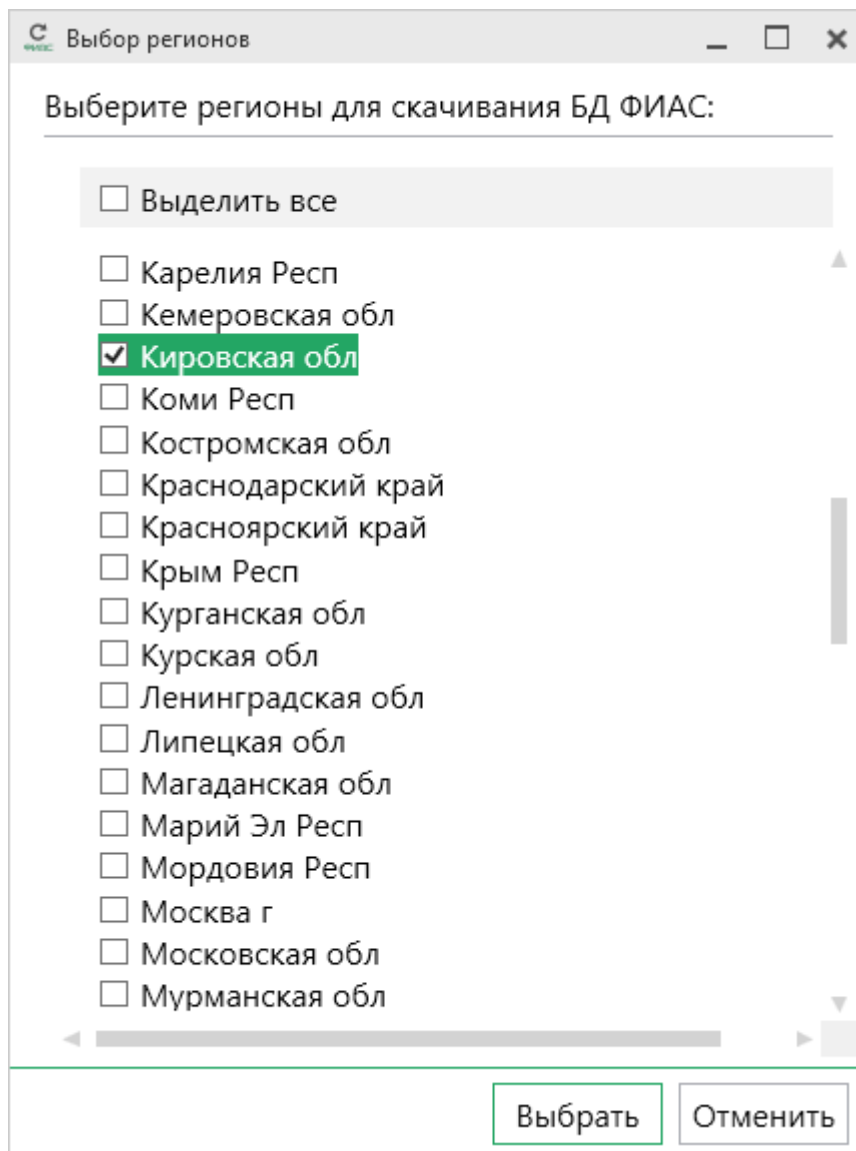 ФИАС
Выбор регионов
Выберите регионы для скачивания БД ФИАС:
Выделить все
Карелия Респ
Кемеровская обл
Кировская обл
Коми Респ
Костромская обл
Краснодарский край
Красноярский край
Крым Респ
Курганская обл
Курская обл
Ленинградская обл
Липецкая обл
Магаданская обл
Марий Эл Респ
Мордовия Респ
Москва г
Московская обл
Мурманская обл
Выбрать
Отменить